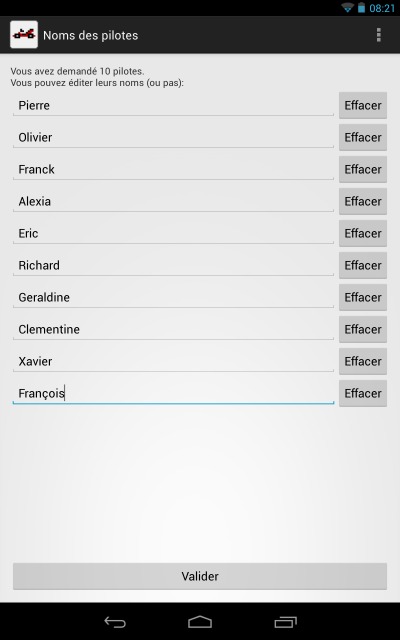 08:21
Noms des pilotes
Vous avez demandé 10 pilotes.
Vous pouvez éditer leurs noms (ou pas):
Pierre Effacer
Olivier Effacer
Franck Effacer
Alexia Effacer
Eric Effacer
Richard Effacer
Geraldine Effacer
Clementine Effacer
Xavier Effacer
François Effacer
Valider